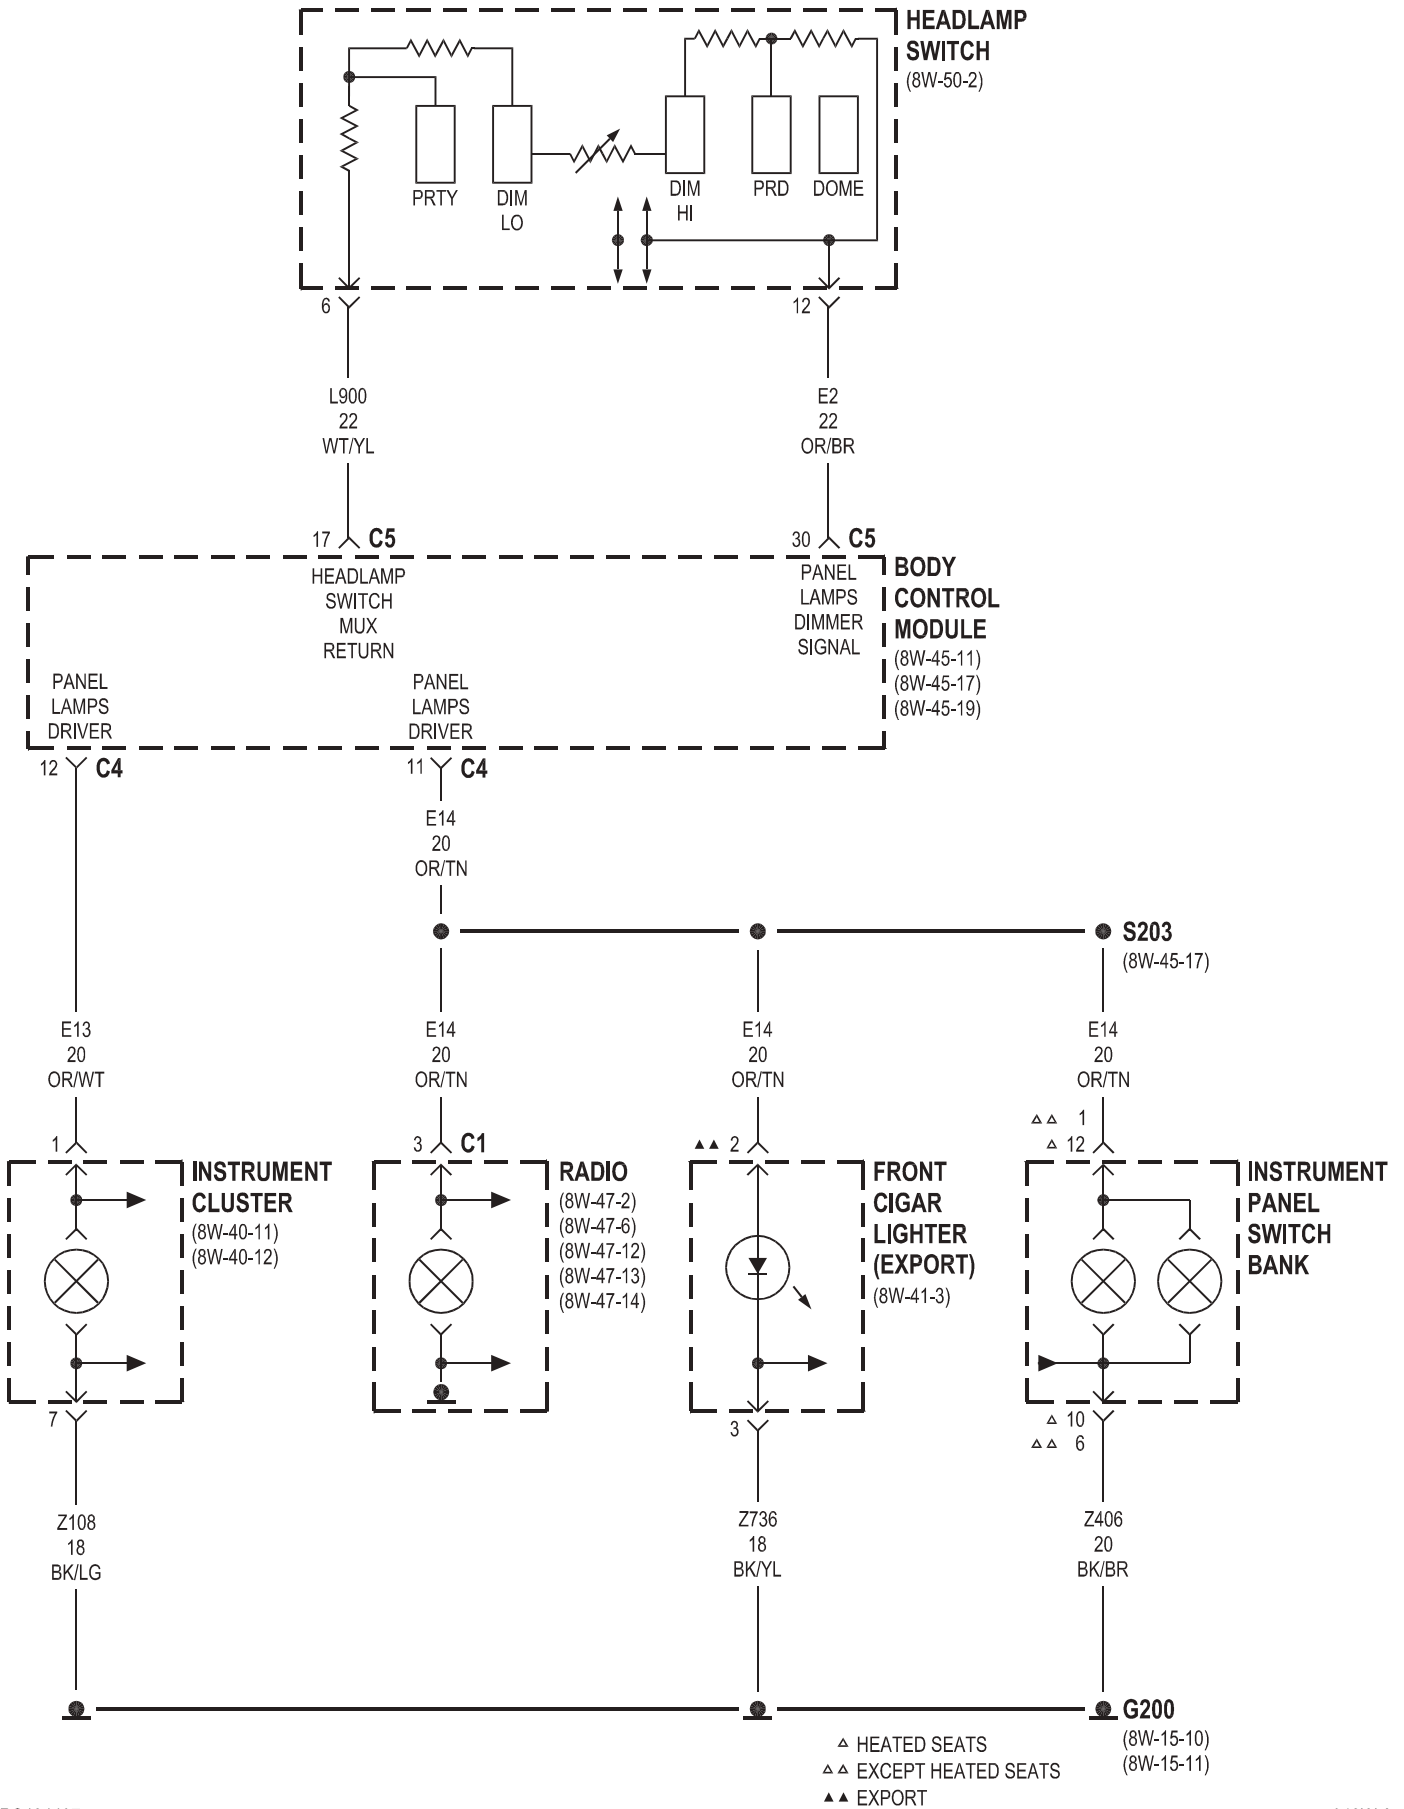 HEADLAMP
SWITCH
(8W-50-2)
PRTY
DIM
LO
DIM
HI
PRD
DOME
6
12
L900
22
WT/YL
E2
22
OR/BR
17
C5
30
C5
HEADLAMP
SWITCH
MUX
RETURN
PANEL
LAMPS
DIMMER
SIGNAL
BODY
CONTROL
MODULE
(8W-45-11)
(8W-45-17)
(8W-45-19)
PANEL
LAMPS
DRIVER
PANEL
LAMPS
DRIVER
12
C4
11
C4
E14
20
OR/TN
S203
(8W-45-17)
E13
20
OR/WT
E14
20
OR/TN
E14
20
OR/TN
E14
20
OR/TN
1
3
C1
▲▲ 2
△△ 1
△ 12
INSTRUMENT
CLUSTER
(8W-40-11)
(8W-40-12)
RADIO
(8W-47-2)
(8W-47-6)
(8W-47-12)
(8W-47-13)
(8W-47-14)
FRONT
CIGAR
LIGHTER
(EXPORT)
(8W-41-3)
INSTRUMENT
PANEL
SWITCH
BANK
7
3
△ 10
△△ 6
Z108
18
BK/LG
Z736
18
BK/YL
Z406
20
BK/BR
G200
(8W-15-10)
(8W-15-11)
△ HEATED SEATS
△△ EXCEPT HEATED SEATS
▲▲ EXPORT